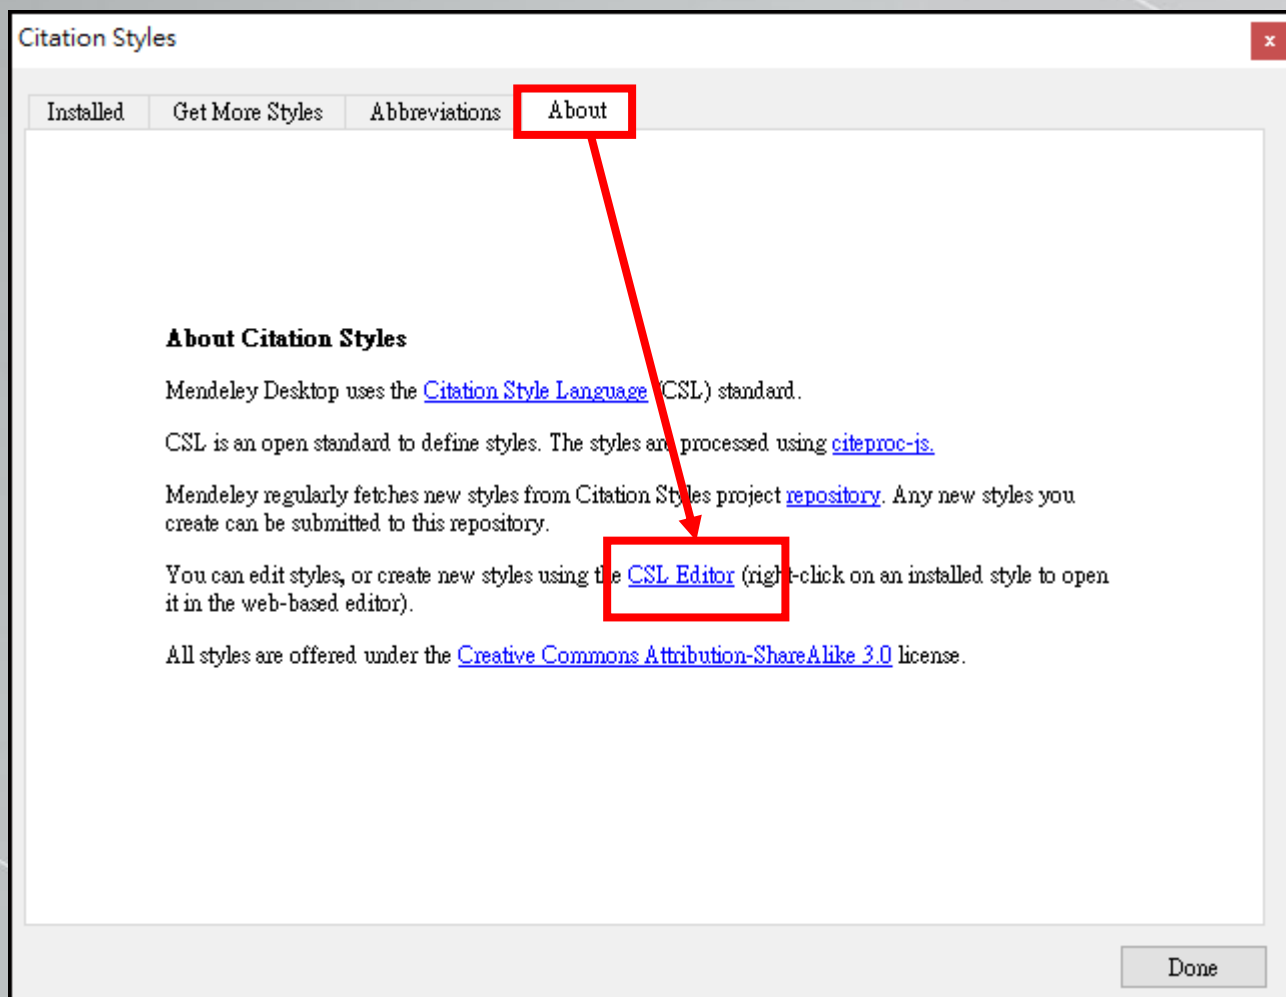 Citation Styles
x
Installed Get More Styles Abbreviations About
About Citation Styles
Mendeley Desktop uses the Citation Style Language (CSL) standard.
CSL is an open standard to define styles. The styles are processed using citeproc-js.
Mendeley regularly fetches new styles from Citation Styles project repository. Any new styles you
create can be submitted to this repository.
You can edit styles, or create new styles using the CSL Editor (right-click on an installed style to open
it in the web-based editor).
All styles are offered under the Creative Commons Attribution-ShareAlike 3.0 license.
Done